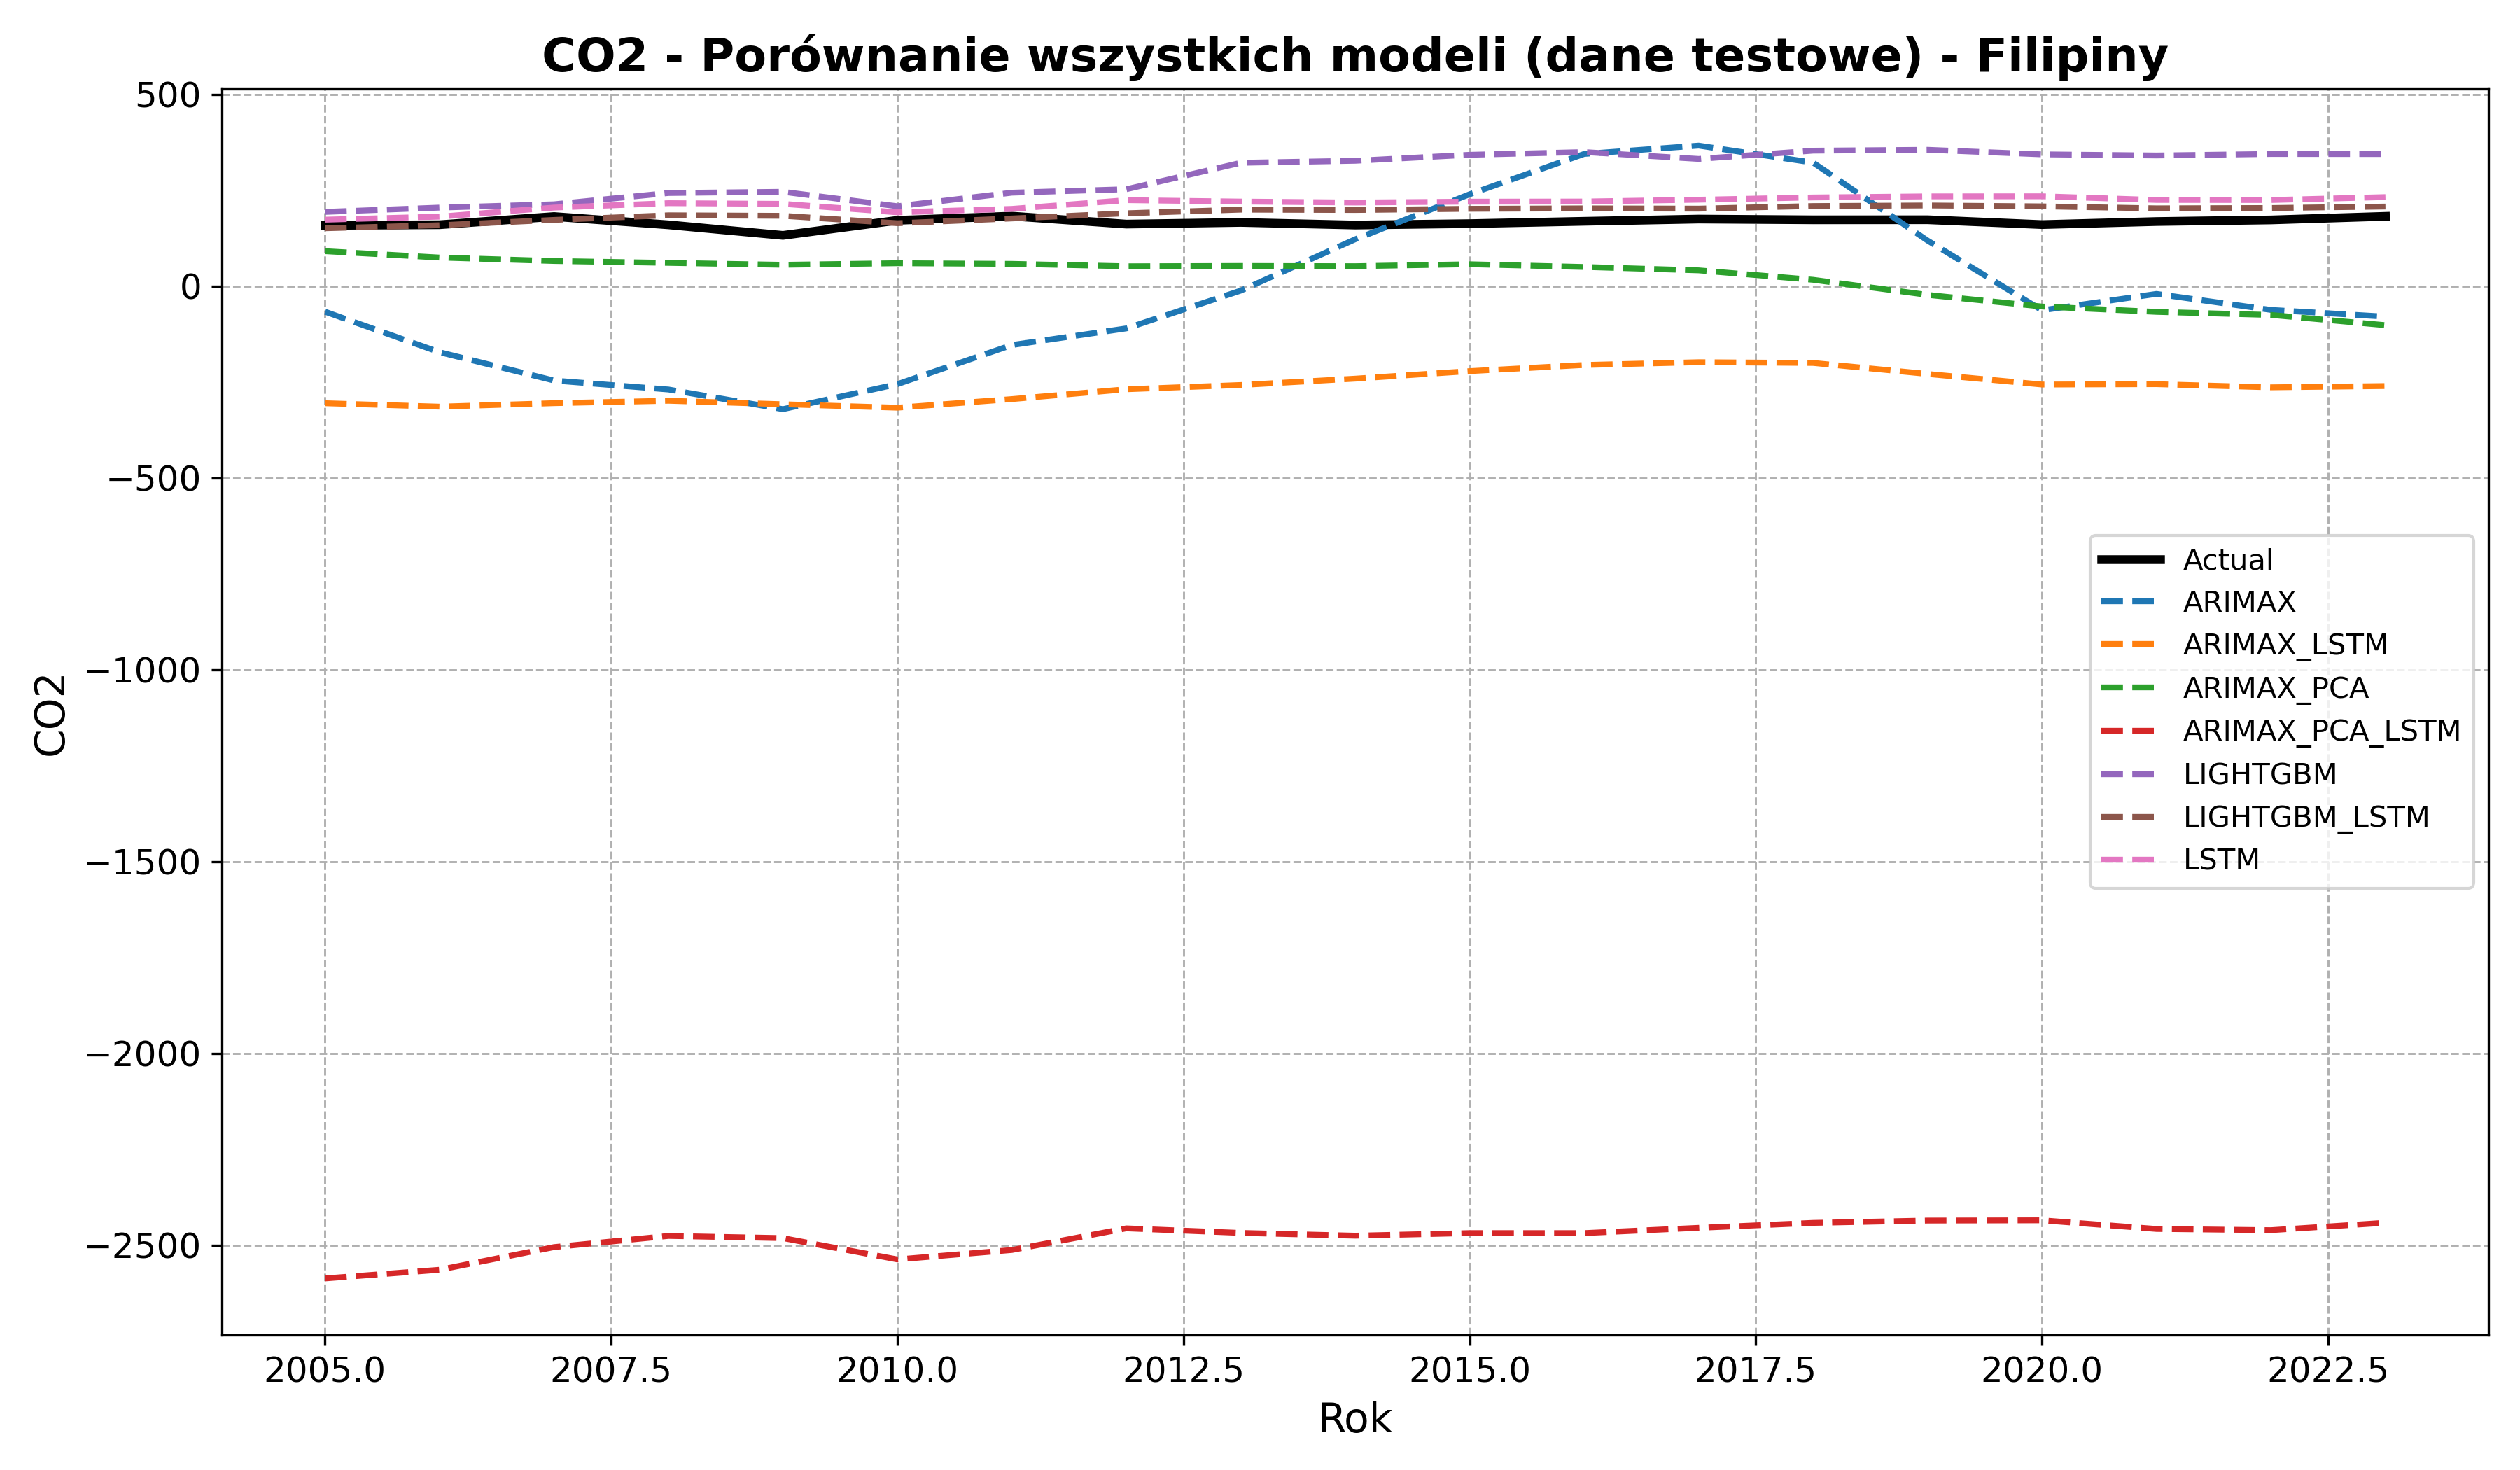 CO2 - Porównanie wszystkich modeli (dane testowe) - Filipiny
CO2
500
0
−500
−1000
−1500
−2000
−2500
Actual
ARIMAX
ARIMAX_LSTM
ARIMAX_PCA
ARIMAX_PCA_LSTM
LIGHTGBM
LIGHTGBM_LSTM
LSTM
2005.0 2007.5 2010.0 2012.5 2015.0 2017.5 2020.0 2022.5
Rok